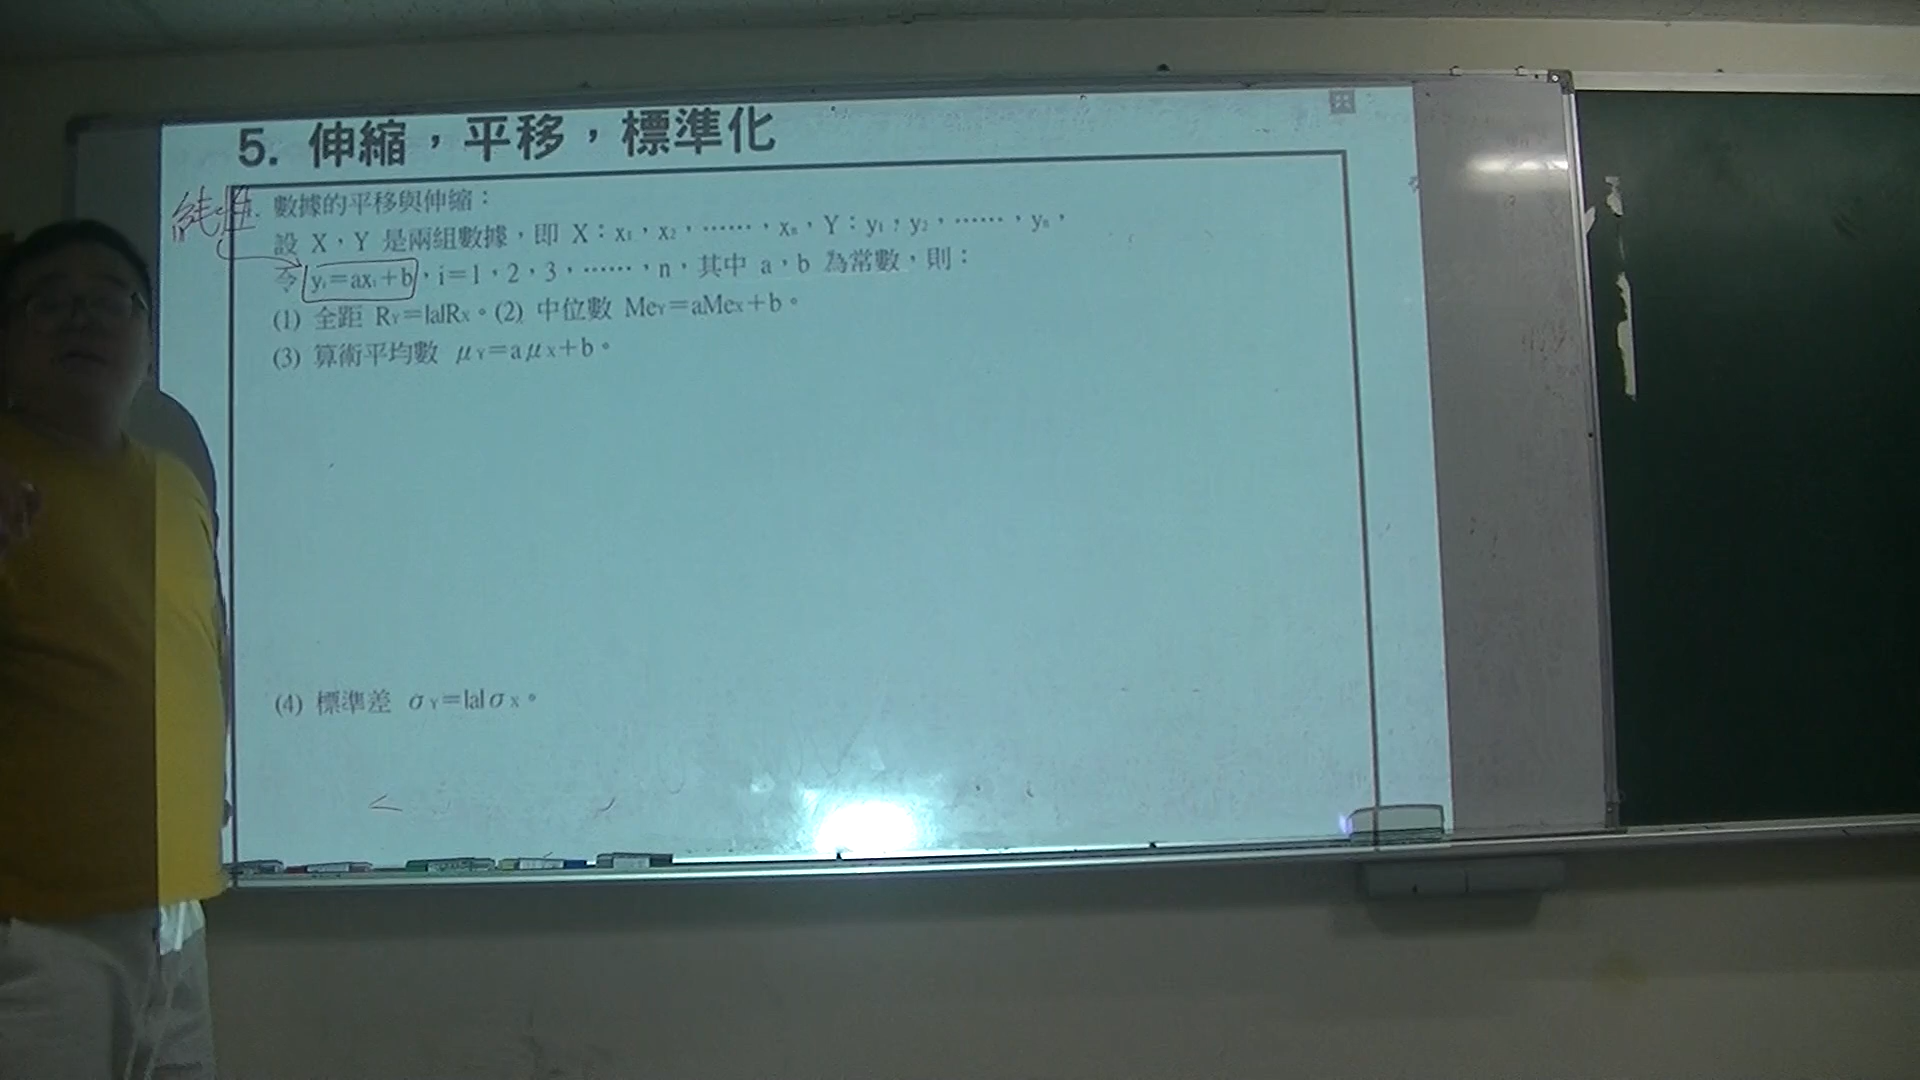 5. 伸縮，平移，標準化
1. 數據的平移與伸縮：
設 X，Y 是兩組數據，即 X：x₁，x₂，……，xₙ，Y：y₁，y₂，……，yₙ，
令 yᵢ=axᵢ+b，i=1，2，3，……，n，其中 a，b 為常數，則：
(1) 全距 R_Y=|a|R_X。(2) 中位數 Me_Y=aMe_X+b。
(3) 算術平均數 μ_Y=aμ_X+b。
(4) 標準差 σ_Y=|a|σ_X。